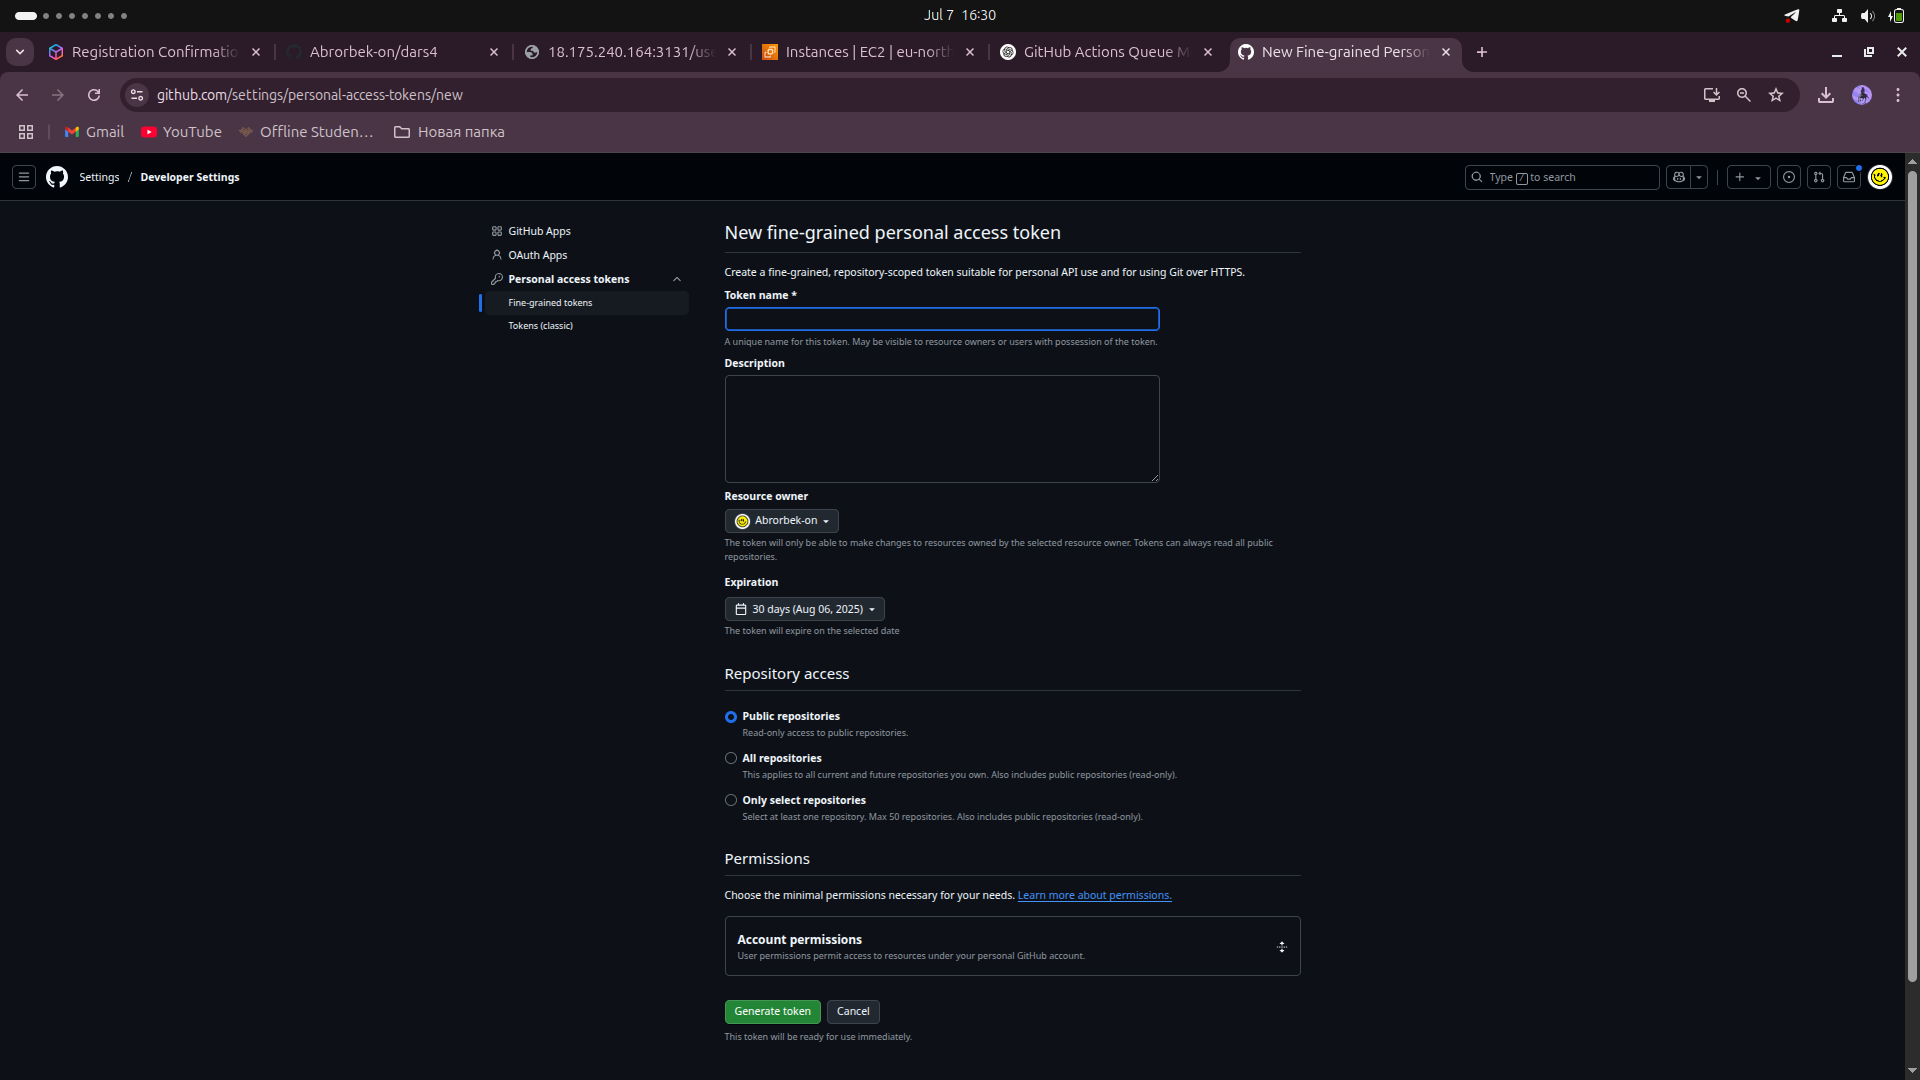 Jul 7 16:30
Registration Confirmatio
Abrorbek-on/dars4
18.175.240.164:3131/use
Instances | EC2 | eu-north
GitHub Actions Queue M
New Fine-grained Person
github.com/settings/personal-access-tokens/new
Gmail
YouTube
Offline Studen...
Новая папка
Settings / Developer Settings
Type / to search
GitHub Apps
OAuth Apps
Personal access tokens
Fine-grained tokens
Tokens (classic)
New fine-grained personal access token
Create a fine-grained, repository-scoped token suitable for personal API use and for using Git over HTTPS.
Token name *
A unique name for this token. May be visible to resource owners or users with possession of the token.
Description
Resource owner
Abrorbek-on
The token will only be able to make changes to resources owned by the selected resource owner. Tokens can always read all public
repositories.
Expiration
30 days (Aug 06, 2025)
The token will expire on the selected date
Repository access
Public repositories
Read-only access to public repositories.
All repositories
This applies to all current and future repositories you own. Also includes public repositories (read-only).
Only select repositories
Select at least one repository. Max 50 repositories. Also includes public repositories (read-only).
Permissions
Choose the minimal permissions necessary for your needs. Learn more about permissions.
Account permissions
User permissions permit access to resources under your personal GitHub account.
Generate token
Cancel
This token will be ready for use immediately.